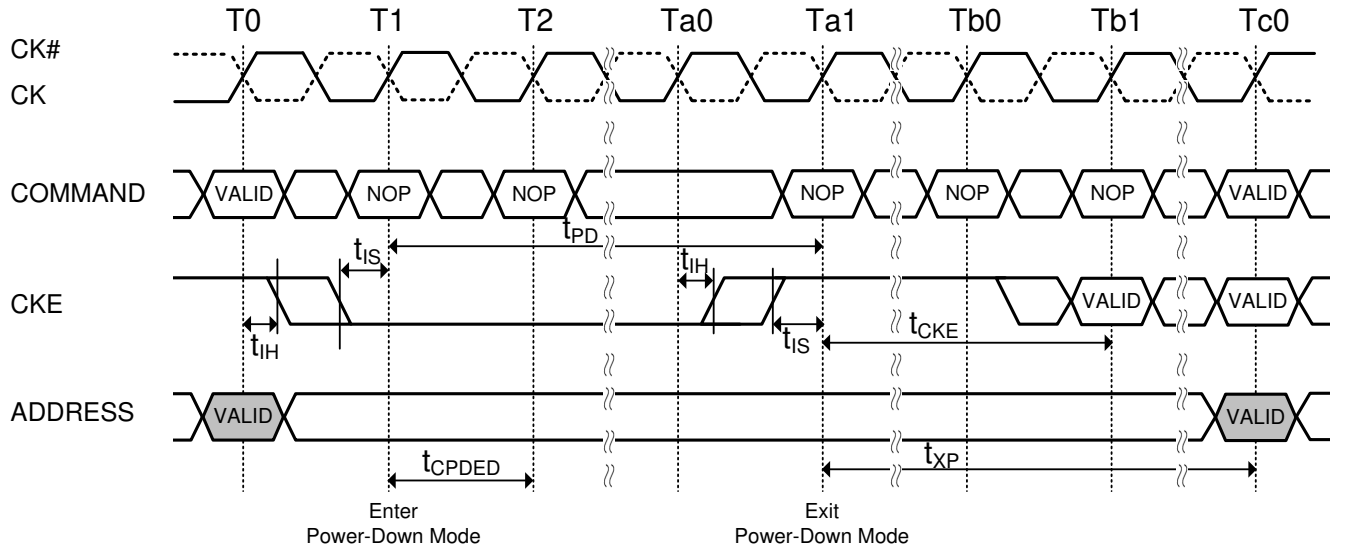 T0 T1 T2 Ta0 Ta1 Tb0 Tb1 Tc0
CK#
CK
COMMAND VALID NOP NOP NOP NOP NOP VALID
tPD
tIS tIH
CKE VALID VALID
tIH tIS tCKE
ADDRESS VALID VALID
tCPDED tXP
Enter Exit
Power-Down Mode Power-Down Mode